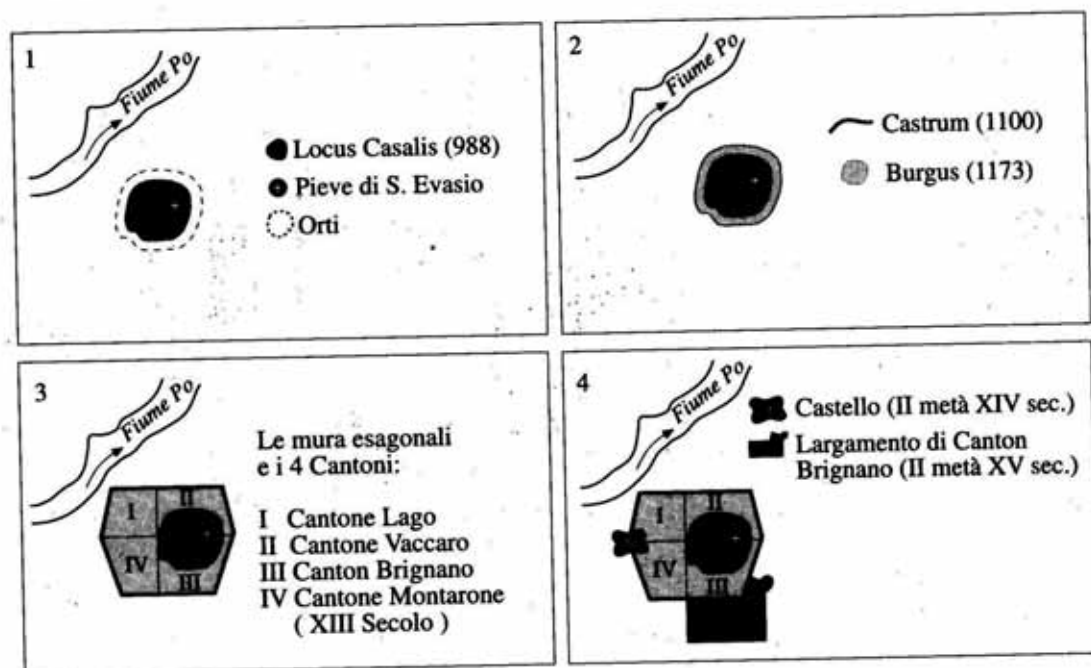 1
Fiume Po
Locus Casalis (988)
Pieve di S. Evasio
Orti
2
Fiume Po
Castrum (1100)
Burgus (1173)
3
Fiume Po
Le mura esagonali
e i 4 Cantoni:
I Cantone Lago
II Cantone Vaccaro
III Canton Brignano
IV Cantone Montarone
( XIII Secolo )
I
II
IV
III
4
Fiume Po
Castello (II metà XIV sec.)
Largamento di Canton
Brignano (II metà XV sec.)
I
II
IV
III